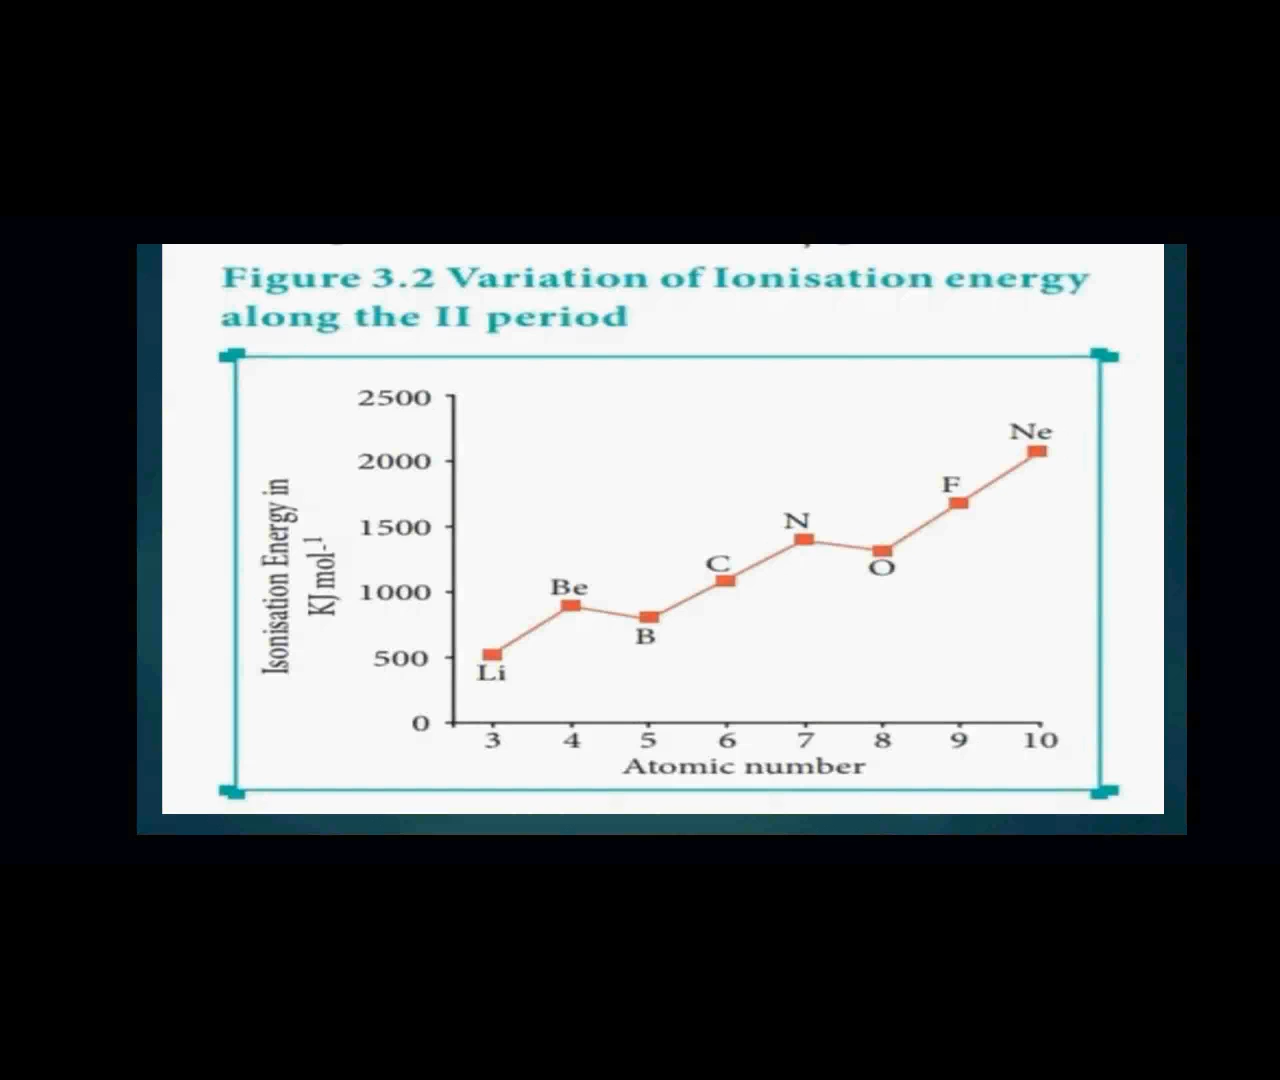 Figure 3.2 Variation of Ionisation energy
along the II period
Isonisation Energy in
KJ mol-1
2500
2000
1500
1000
500
0
Li
Be
B
C
N
O
F
Ne
3 4 5 6 7 8 9 10
Atomic number